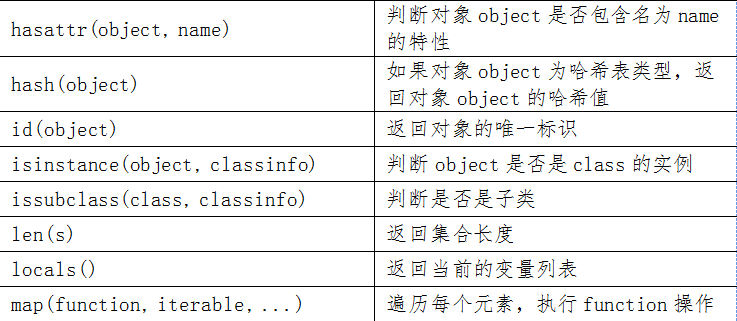 hasattr(object, name)
判断对象 object 是否包含名为 name
的特性
hash(object)
如果对象 object 为哈希表类型，返
回对象 object 的哈希值
id(object)
返回对象的唯一标识
isinstance(object, classinfo)
判断 object 是否是 class 的实例
issubclass(class, classinfo)
判断是否是子类
len(s)
返回集合长度
locals()
返回当前的变量列表
map(function, iterable, ...)
遍历每个元素，执行 function 操作